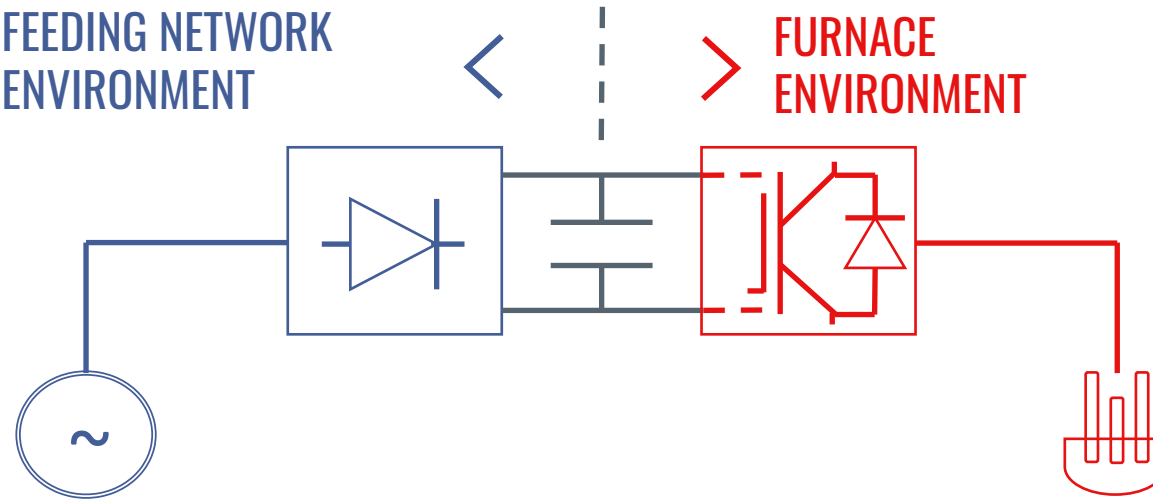 FEEDING NETWORK
ENVIRONMENT
FURNACE
ENVIRONMENT
~